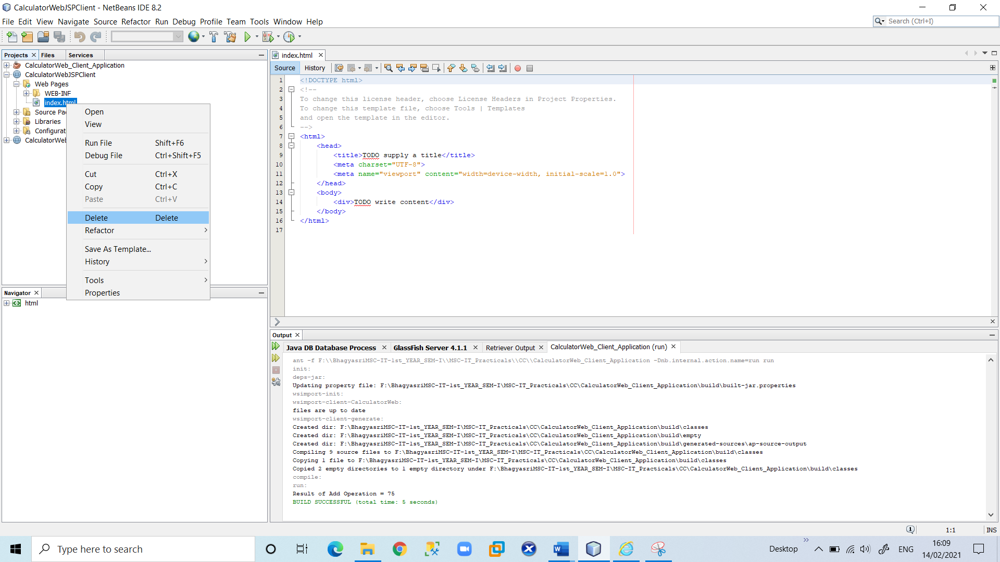 CalculatorWebJSPClient - NetBeans IDE 8.2
File Edit View Navigate Source Refactor Run Debug Profile Team Tools Window Help
Search (Ctrl+I)
Projects Files Services
CalculatorWeb_Client_Application
CalculatorWebJSPClient
Web Pages
WEB-INF
index.html
Source Pac
Libraries
Configurat
CalculatorWeb
Open
View
Run File Shift+F6
Debug File Ctrl+Shift+F5
Cut Ctrl+X
Copy Ctrl+C
Paste Ctrl+V
Delete Delete
Refactor
Save As Template...
History
Tools
Properties
Navigator
html
index.html
Source History
1 <!DOCTYPE html>
2 <!--
3 To change this license header, choose License Headers in Project Properties.
4 To change this template file, choose Tools | Templates
5 and open the template in the editor.
6 -->
7 <html>
8 <head>
9 <title>TODO supply a title</title>
10 <meta charset="UTF-8">
11 <meta name="viewport" content="width=device-width, initial-scale=1.0">
12 </head>
13 <body>
14 <div>TODO write content</div>
15 </body>
16 </html>
17
Output
Java DB Database Process GlassFish Server 4.1.1 Retriever Output CalculatorWeb_Client_Application (run)
ant -f F:\\BhagyasriMSC-IT-1st_YEAR_SEM-I\\MSC-IT_Practicals\\CC\\CalculatorWeb_Client_Application -Dnb.internal.action.name=run run
init:
deps-jar:
Updating property file: F:\BhagyasriMSC-IT-1st_YEAR_SEM-I\MSC-IT_Practicals\CC\CalculatorWeb_Client_Application\build\built-jar.properties
wsimport-init:
wsimport-client-CalculatorWeb:
files are up to date
wsimport-client-generate:
Created dir: F:\BhagyasriMSC-IT-1st_YEAR_SEM-I\MSC-IT_Practicals\CC\CalculatorWeb_Client_Application\build\classes
Created dir: F:\BhagyasriMSC-IT-1st_YEAR_SEM-I\MSC-IT_Practicals\CC\CalculatorWeb_Client_Application\build\empty
Created dir: F:\BhagyasriMSC-IT-1st_YEAR_SEM-I\MSC-IT_Practicals\CC\CalculatorWeb_Client_Application\build\generated-sources\ap-source-output
Compiling 9 source files to F:\BhagyasriMSC-IT-1st_YEAR_SEM-I\MSC-IT_Practicals\CC\CalculatorWeb_Client_Application\build\classes
Copying 1 file to F:\BhagyasriMSC-IT-1st_YEAR_SEM-I\MSC-IT_Practicals\CC\CalculatorWeb_Client_Application\build\classes
Copied 2 empty directories to 1 empty directory under F:\BhagyasriMSC-IT-1st_YEAR_SEM-I\MSC-IT_Practicals\CC\CalculatorWeb_Client_Application\build\classes
compile:
run:
Result of Add Operation = 75
BUILD SUCCESSFUL (total time: 5 seconds)
1:1 INS
Type here to search
Desktop
ENG
16:09
14/02/2021